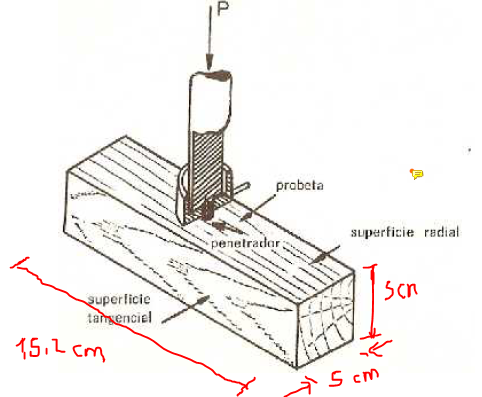 P
probeta
superficie radial
penetrador
superficie
tangencial
5cm
15.2 cm
5 cm